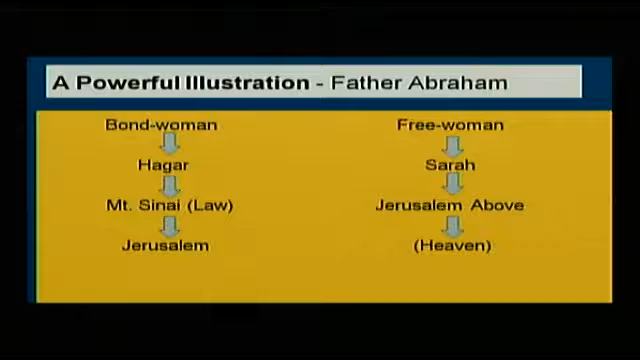 A Powerful Illustration - Father Abraham
Bond-woman
Hagar
Mt. Sinai (Law)
Jerusalem
Free-woman
Sarah
Jerusalem Above
(Heaven)